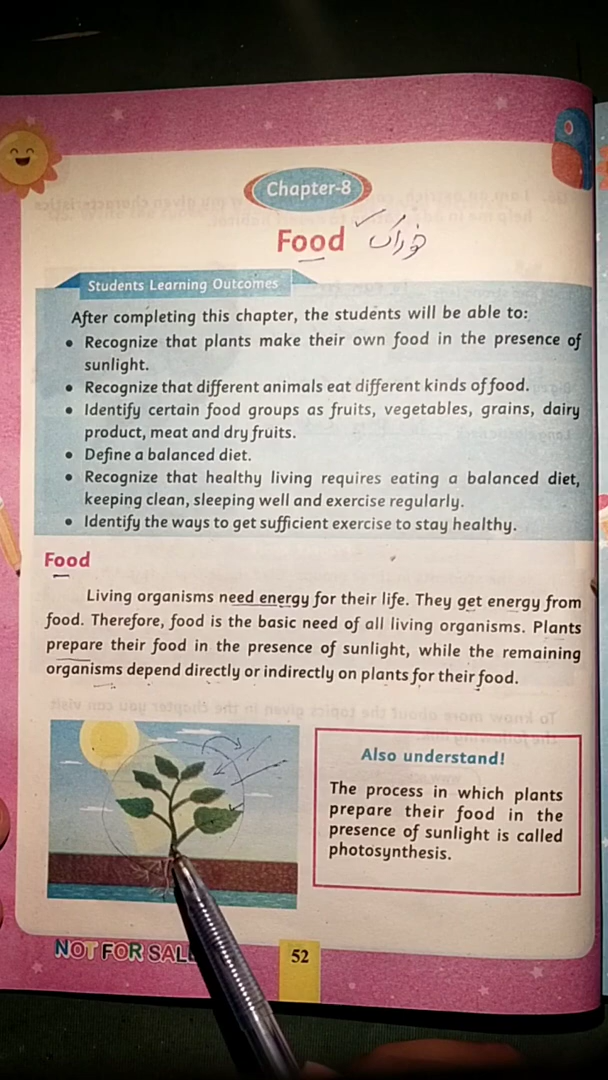 Chapter-8
Food خوراک
Students Learning Outcomes
After completing this chapter, the students will be able to:
• Recognize that plants make their own food in the presence of
sunlight.
• Recognize that different animals eat different kinds of food.
• Identify certain food groups as fruits, vegetables, grains, dairy
product, meat and dry fruits.
• Define a balanced diet.
• Recognize that healthy living requires eating a balanced diet,
keeping clean, sleeping well and exercise regularly.
• Identify the ways to get sufficient exercise to stay healthy.
Food
Living organisms need energy for their life. They get energy from
food. Therefore, food is the basic need of all living organisms. Plants
prepare their food in the presence of sunlight, while the remaining
organisms depend directly or indirectly on plants for their food.
Also understand!
The process in which plants
prepare their food in the
presence of sunlight is called
photosynthesis.
NOT FOR SAL
52